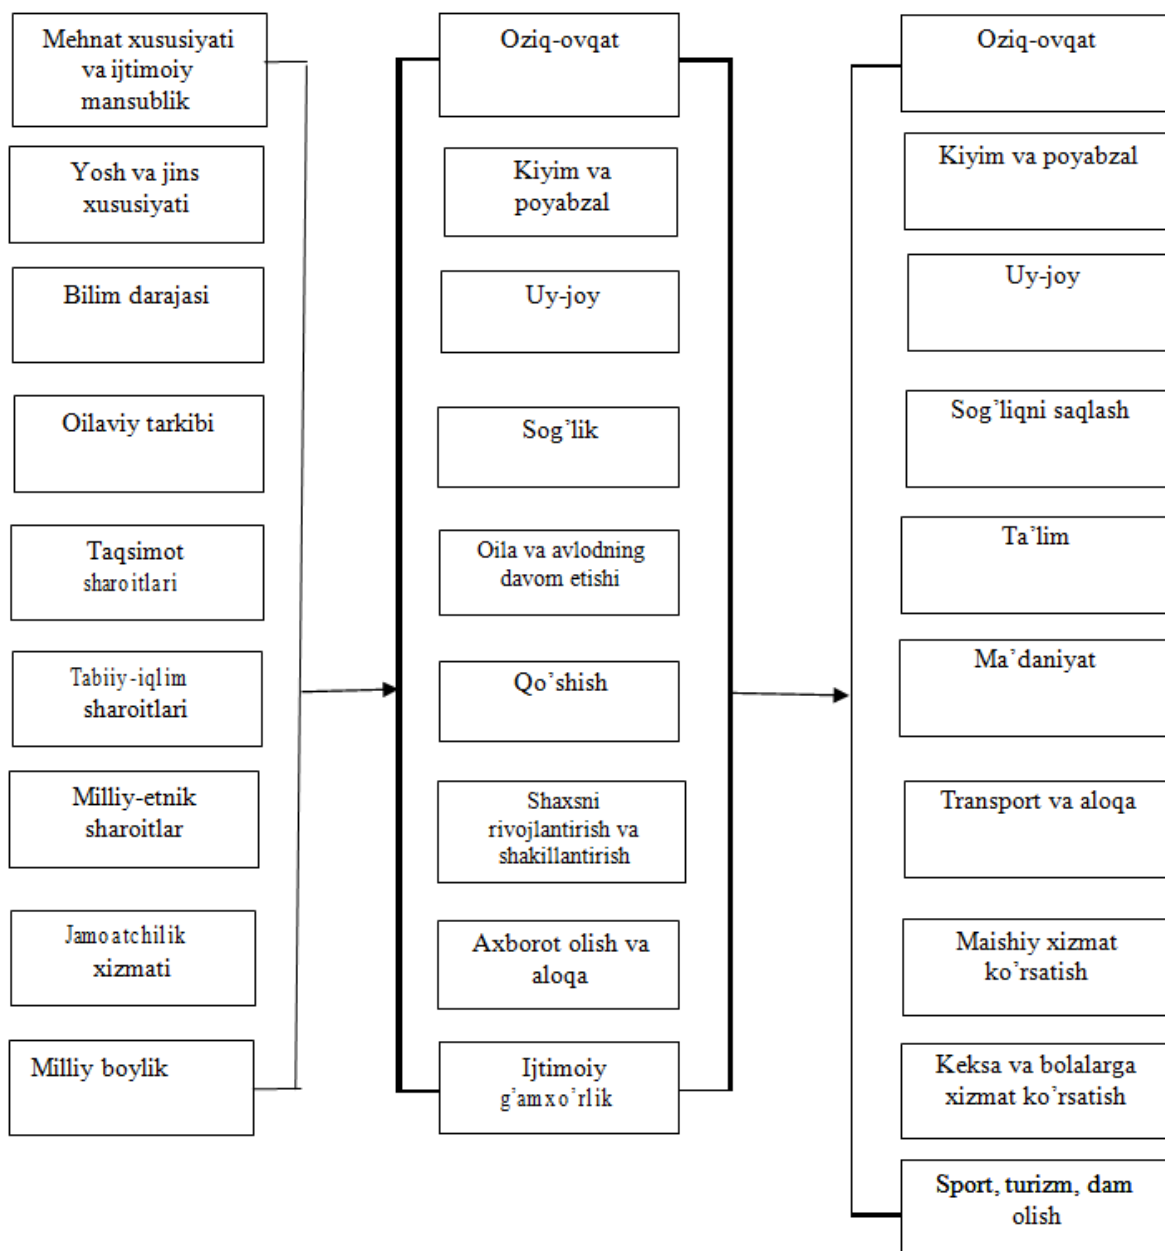 Mehnat xususiyati
va ijtimoiy
mansublik
Yosh va jins
xususiyati
Bilim darajasi
Oilaviy tarkibi
Taqsimot
sharoitlari
Tabiiy-iqlim
sharoitlari
Milliy-etnik
sharoitlar
Jamoatchilik
xizmati
Milliy boylik
Oziq-ovqat
Kiyim va
poyabzal
Uy-joy
Sog’lik
Oila va avlodning
davom etishi
Qo’shish
Shaxsni
rivojlantirish va
shakillantirish
Axborot olish va
aloqa
Ijtimoiy
g’amxo’rlik
Oziq-ovqat
Kiyim va poyabzal
Uy-joy
Sog’liqni saqlash
Ta’lim
Ma’daniyat
Transport va aloqa
Maishiy xizmat
ko’rsatish
Keksa va bolalarga
xizmat ko’rsatish
Sport, turizm, dam
olish